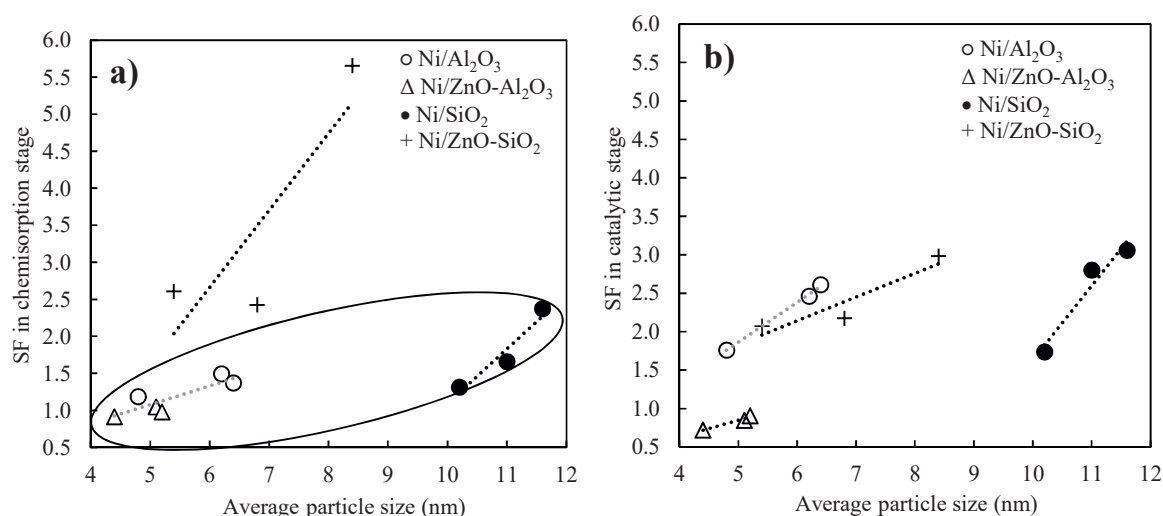 a)
○ Ni/Al₂O₃
△ Ni/ZnO-Al₂O₃
● Ni/SiO₂
+ Ni/ZnO-SiO₂
SF in chemisorption stage
6.0
5.5
5.0
4.5
4.0
3.5
3.0
2.5
2.0
1.5
1.0
0.5
4 5 6 7 8 9 10 11 12
Average particle size (nm)
b)
○ Ni/Al₂O₃
△ Ni/ZnO-Al₂O₃
● Ni/SiO₂
+ Ni/ZnO-SiO₂
SF in catalytic stage
6.0
5.5
5.0
4.5
4.0
3.5
3.0
2.5
2.0
1.5
1.0
0.5
4 5 6 7 8 9 10 11 12
Average particle size (nm)